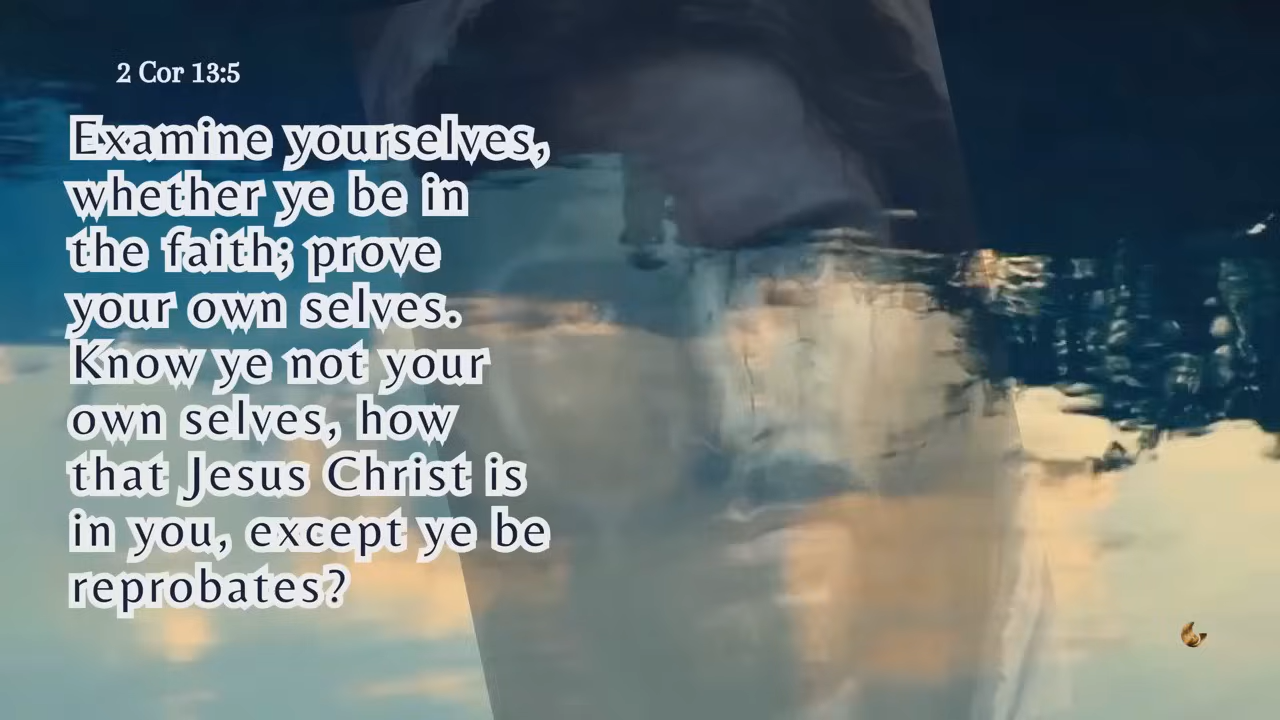 2 Cor 13:5
Examine yourselves,
whether ye be in
the faith; prove
your own selves.
Know ye not your
own selves, how
that Jesus Christ is
in you, except ye be
reprobates?